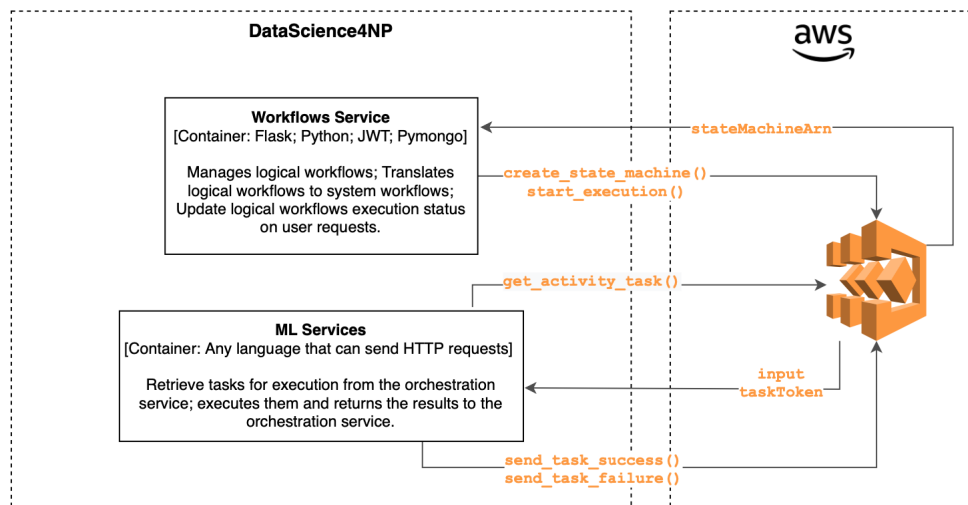 DataScience4NP
aws
Workflows Service
[Container: Flask; Python; JWT; Pymongo]
Manages logical workflows; Translates
logical workflows to system workflows;
Update logical workflows execution status
on user requests.
stateMachineArn
create_state_machine()
start_execution()
get_activity_task()
ML Services
[Container: Any language that can send HTTP requests]
Retrieve tasks for execution from the orchestration
service; executes them and returns the results to the
orchestration service.
input
taskToken
send_task_success()
send_task_failure()